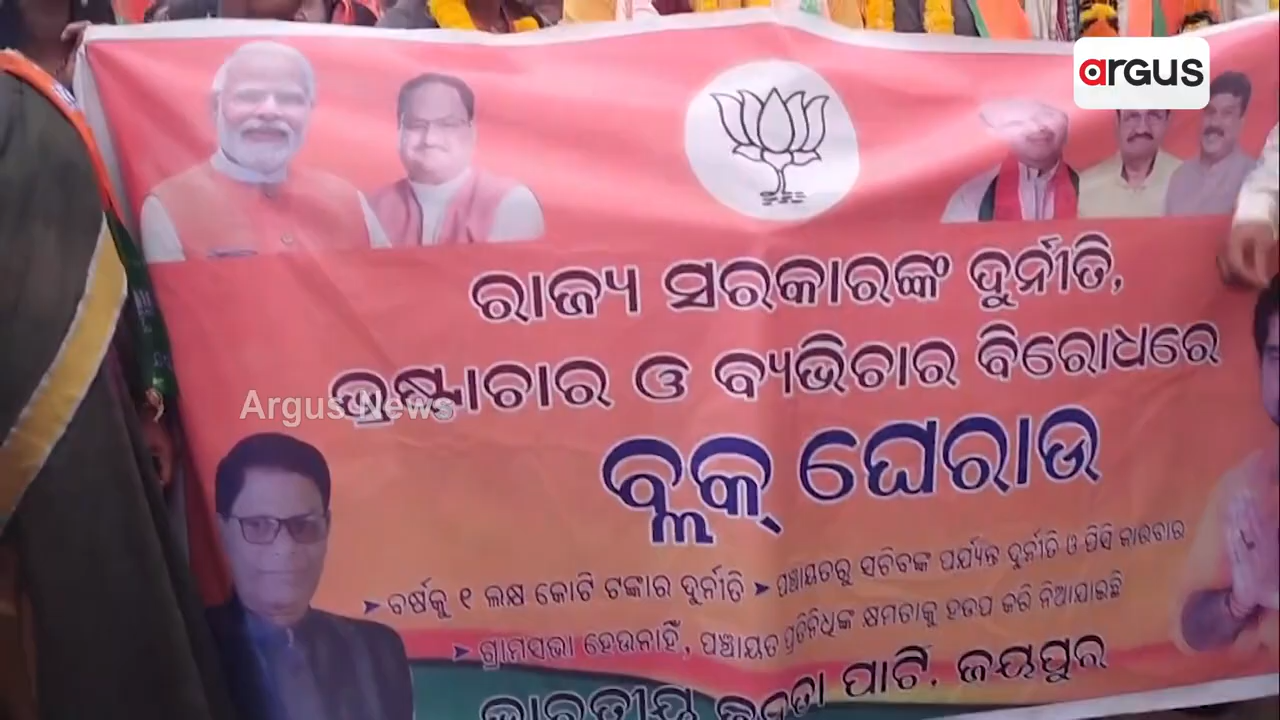 argus
ରାଜ୍ୟ ସରକାରଙ୍କ ଦୁର୍ନୀତି,
ଭ୍ରଷ୍ଟାଚାର ଓ ବ୍ୟଭିଚାର ବିରୋଧରେ
Argus News
ବ୍ଲକ୍ ଘେରାଉ
➤ ବର୍ଷକୁ ୧ ଲକ୍ଷ କୋଟି ଟଙ୍କାର ଦୁର୍ନୀତି ➤ ପଞ୍ଚାୟତରୁ ସଚିବଙ୍କ ପର୍ଯ୍ୟନ୍ତ ଦୁର୍ନୀତି ଓ ପିସି କାରବାର
➤ ଗ୍ରାମସଭା ହେଉନାହିଁ, ପଞ୍ଚାୟତ ପ୍ରତିନିଧିଙ୍କ କ୍ଷମତାକୁ ହଡପ କରି ନିଆଯାଇଛି
ଭାରତୀୟ ଜନତା ପାର୍ଟି, ଜୟପୁର